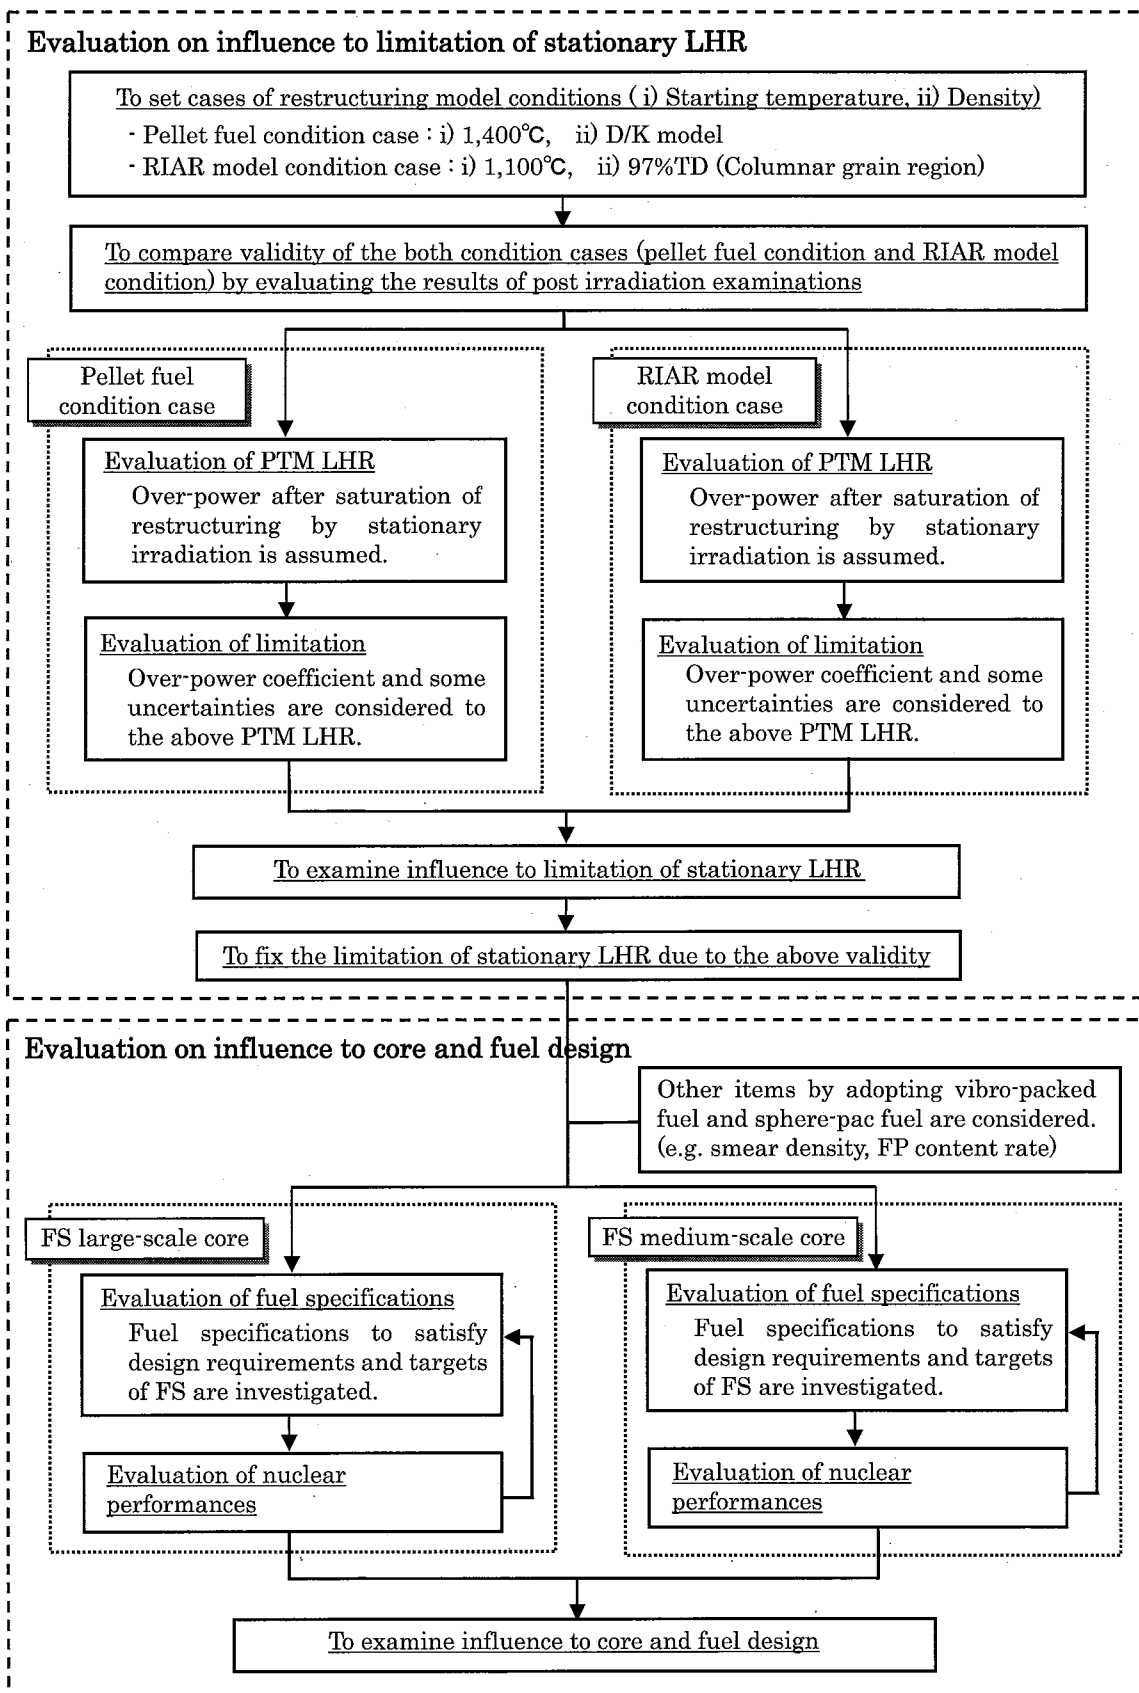 Evaluation on influence to limitation of stationary LHR
To set cases of restructuring model conditions ( i) Starting temperature, ii) Density)
- Pellet fuel condition case : i) 1,400℃, ii) D/K model
- RIAR model condition case : i) 1,100℃, ii) 97%TD (Columnar grain region)
To compare validity of the both condition cases (pellet fuel condition and RIAR model
condition) by evaluating the results of post irradiation examinations
Pellet fuel
condition case
Evaluation of PTM LHR
Over-power after saturation of
restructuring by stationary
irradiation is assumed.
Evaluation of limitation
Over-power coefficient and some
uncertainties are considered to
the above PTM LHR.
RIAR model
condition case
Evaluation of PTM LHR
Over-power after saturation of
restructuring by stationary
irradiation is assumed.
Evaluation of limitation
Over-power coefficient and some
uncertainties are considered to
the above PTM LHR.
To examine influence to limitation of stationary LHR
To fix the limitation of stationary LHR due to the above validity
Evaluation on influence to core and fuel design
Other items by adopting vibro-packed
fuel and sphere-pac fuel are considered.
(e.g. smear density, FP content rate)
FS large-scale core
Evaluation of fuel specifications
Fuel specifications to satisfy
design requirements and targets
of FS are investigated.
Evaluation of nuclear
performances
FS medium-scale core
Evaluation of fuel specifications
Fuel specifications to satisfy
design requirements and targets
of FS are investigated.
Evaluation of nuclear
performances
To examine influence to core and fuel design